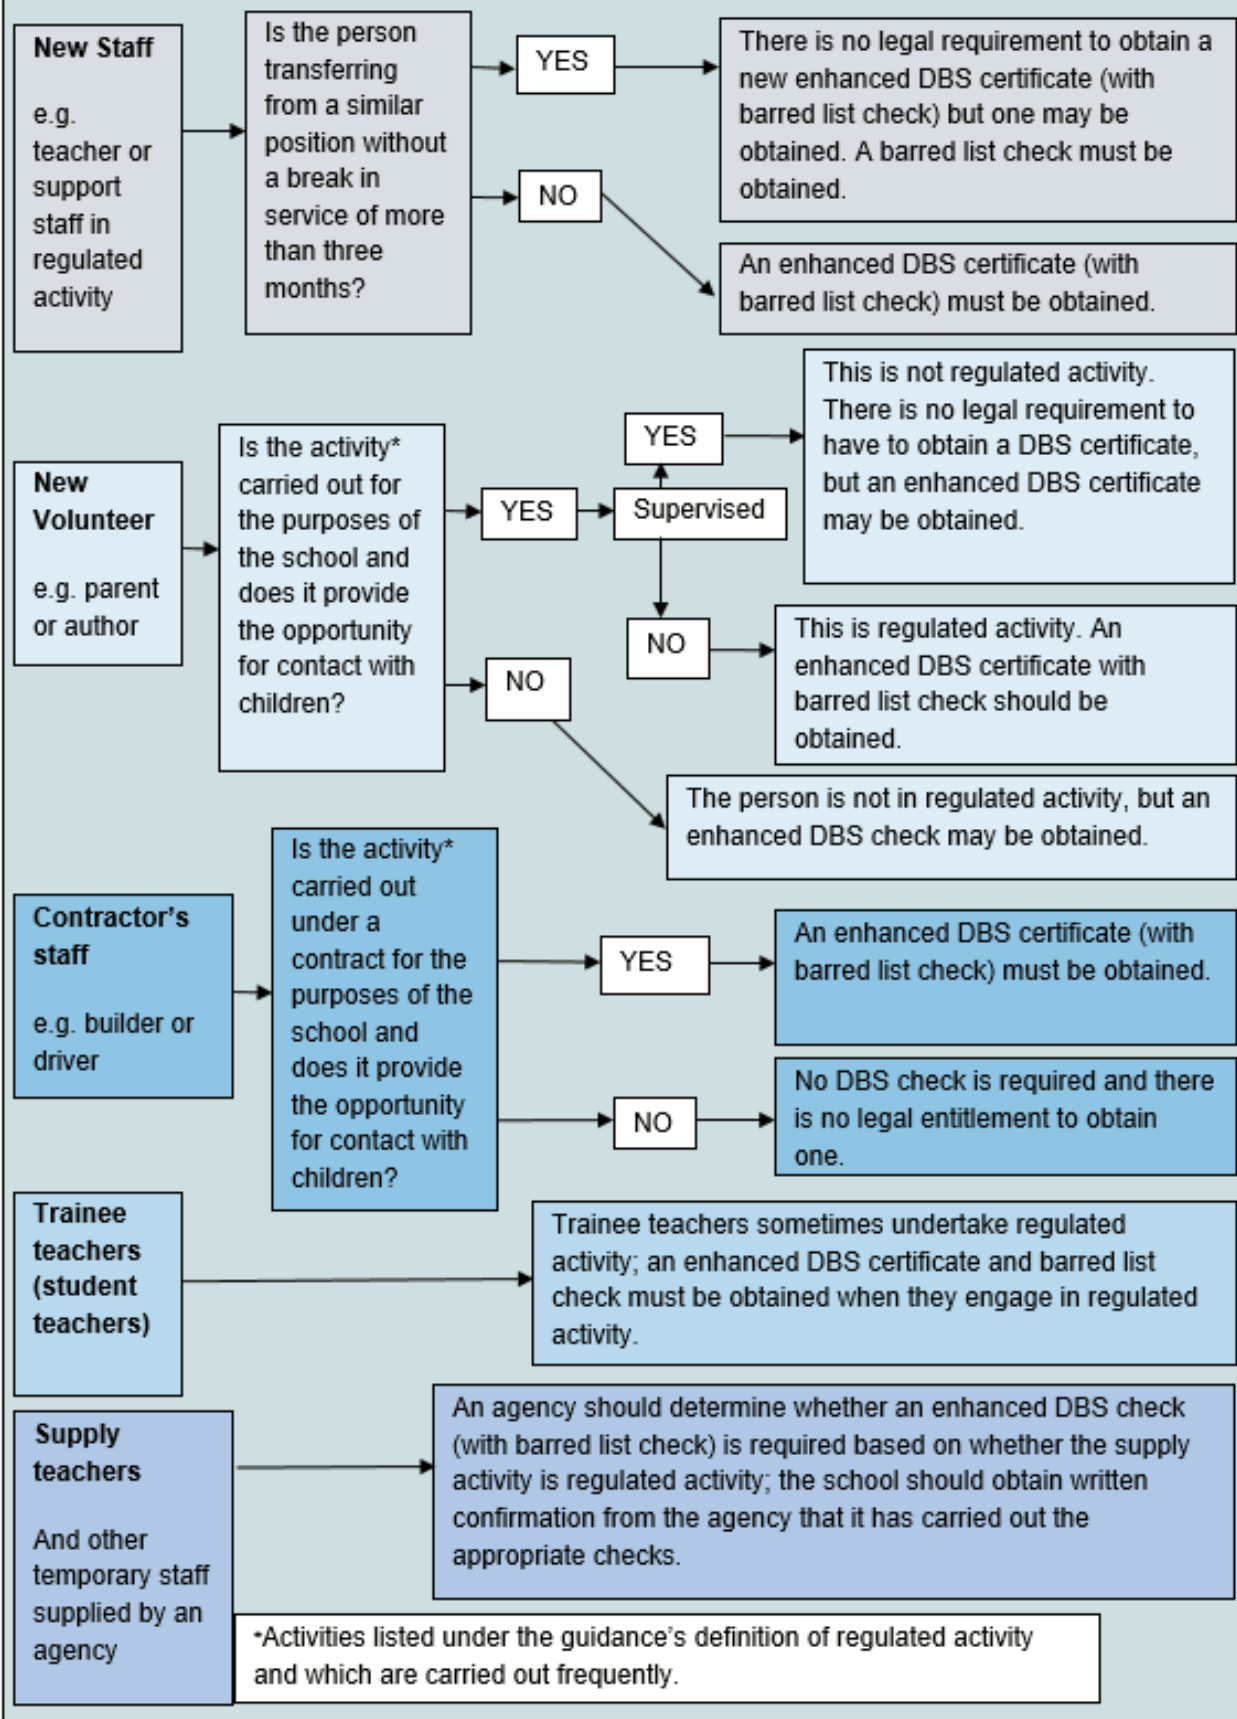 New Staff
e.g.
teacher or
support
staff in
regulated
activity
Is the person
transferring
from a similar
position without
a break in
service of more
than three
months?
YES
There is no legal requirement to obtain a
new enhanced DBS certificate (with
barred list check) but one may be
obtained. A barred list check must be
obtained.
NO
An enhanced DBS certificate (with
barred list check) must be obtained.
New
Volunteer
e.g. parent
or author
Is the activity*
carried out for
the purposes of
the school and
does it provide
the opportunity
for contact with
children?
YES
Supervised
YES
This is not regulated activity.
There is no legal requirement to
have to obtain a DBS certificate,
but an enhanced DBS certificate
may be obtained.
NO
This is regulated activity. An
enhanced DBS certificate with
barred list check should be
obtained.
NO
The person is not in regulated activity, but an
enhanced DBS check may be obtained.
Contractor's
staff
e.g. builder or
driver
Is the activity*
carried out
under a
contract for the
purposes of the
school and
does it provide
the opportunity
for contact with
children?
YES
An enhanced DBS certificate (with
barred list check) must be obtained.
NO
No DBS check is required and there
is no legal entitlement to obtain
one.
Trainee
teachers
(student
teachers)
Trainee teachers sometimes undertake regulated
activity; an enhanced DBS certificate and barred list
check must be obtained when they engage in regulated
activity.
Supply
teachers
And other
temporary staff
supplied by an
agency
An agency should determine whether an enhanced DBS check
(with barred list check) is required based on whether the supply
activity is regulated activity; the school should obtain written
confirmation from the agency that it has carried out the
appropriate checks.
*Activities listed under the guidance's definition of regulated activity
and which are carried out frequently.